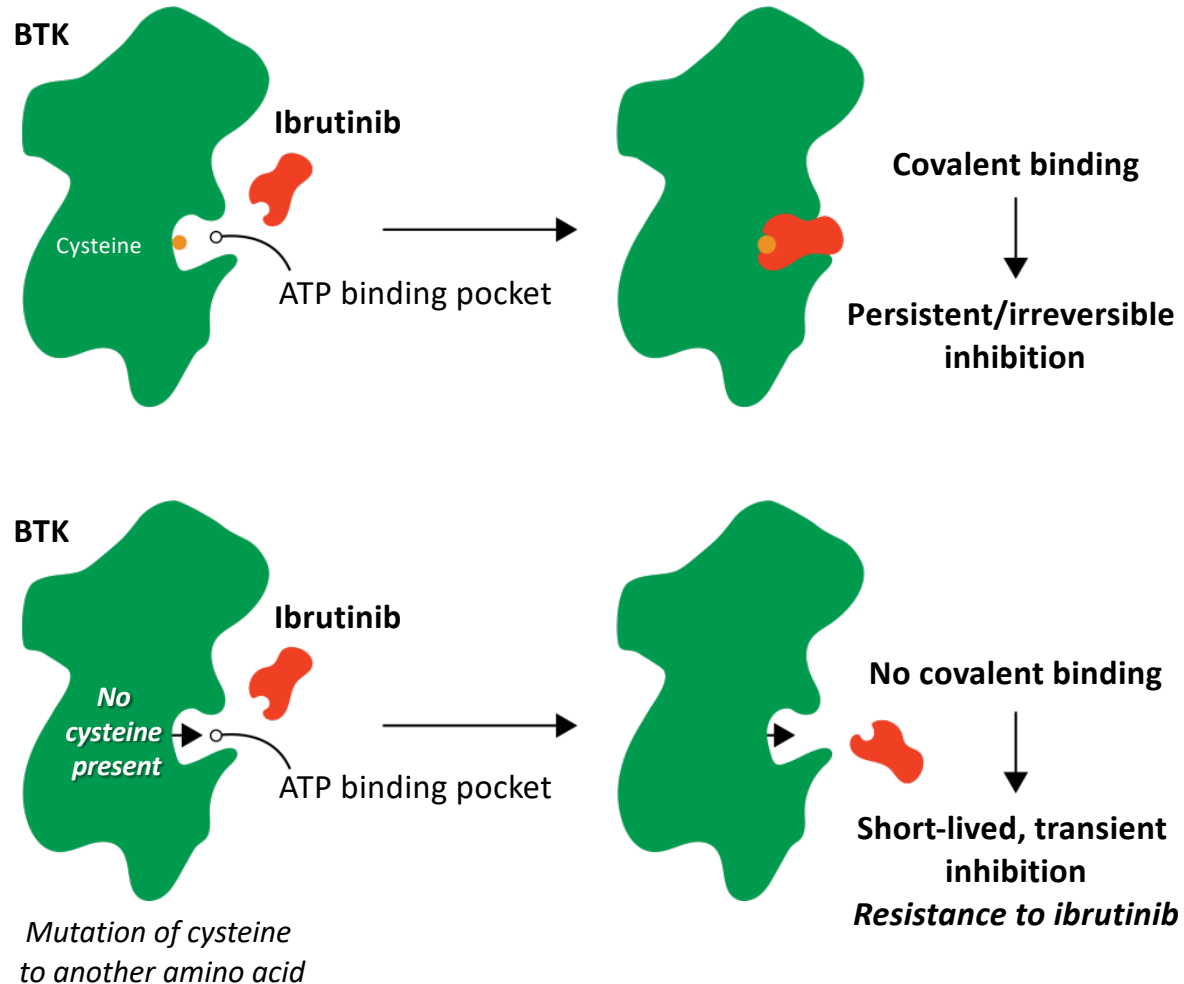 BTK
Ibrutinib
Cysteine
ATP binding pocket
Covalent binding
Persistent/irreversible
inhibition
BTK
Ibrutinib
No
cysteine
present
ATP binding pocket
No covalent binding
Short-lived, transient
inhibition
Resistance to ibrutinib
Mutation of cysteine
to another amino acid